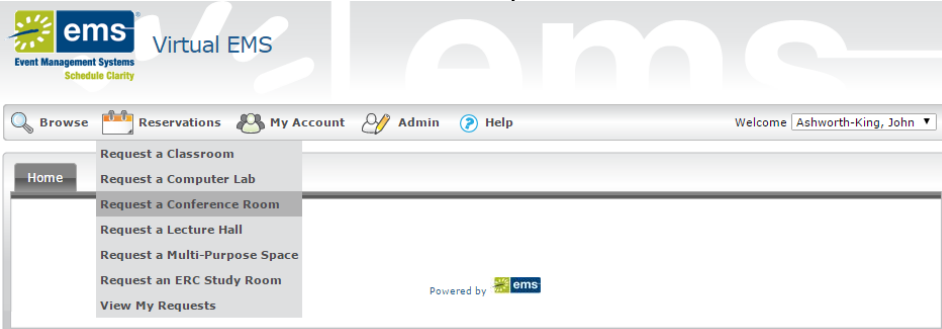 ems
Event Management Systems
Schedule Clarity
Virtual EMS
Browse Reservations My Account Admin ? Help Welcome Ashworth-King, John ▼
Home
Request a Classroom
Request a Computer Lab
Request a Conference Room
Request a Lecture Hall
Request a Multi-Purpose Space
Request an ERC Study Room
View My Requests
Powered by ems